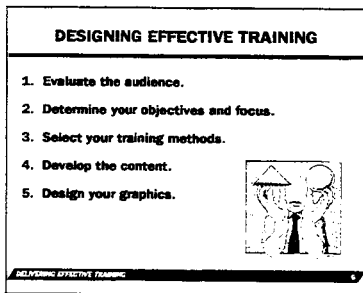 DESIGNING EFFECTIVE TRAINING
1. Evaluate the audience.
2. Determine your objectives and focus.
3. Select your training methods.
4. Develop the content.
5. Design your graphics.
DELIVERING EFFECTIVE TRAINING
6